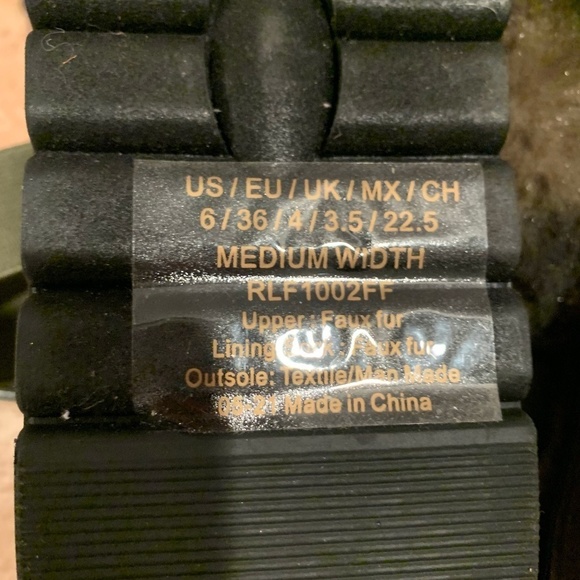 US / EU / UK / MX / CH
6 / 36 / 4 / 3.5 / 22.5
MEDIUM WIDTH
RLF1002FF
Upper : Faux fur
Lining Faux fur
Outsole: Textile/Man Made
Made in China